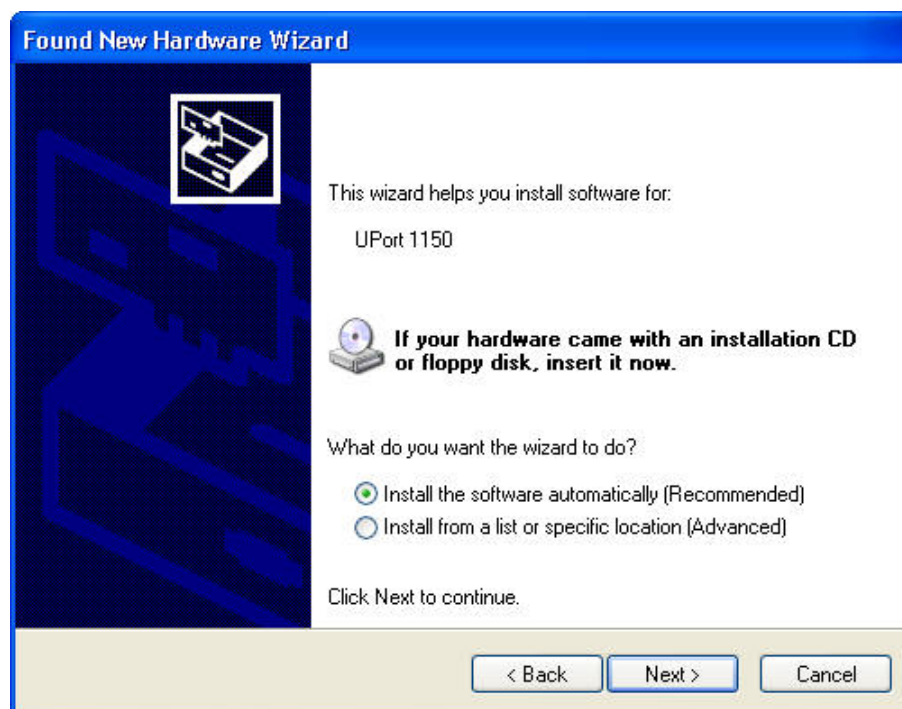 Found New Hardware Wizard
This wizard helps you install software for:
UPort 1150
If your hardware came with an installation CD
or floppy disk, insert it now.
What do you want the wizard to do?
Install the software automatically (Recommended)
Install from a list or specific location (Advanced)
Click Next to continue.
< Back
Next >
Cancel